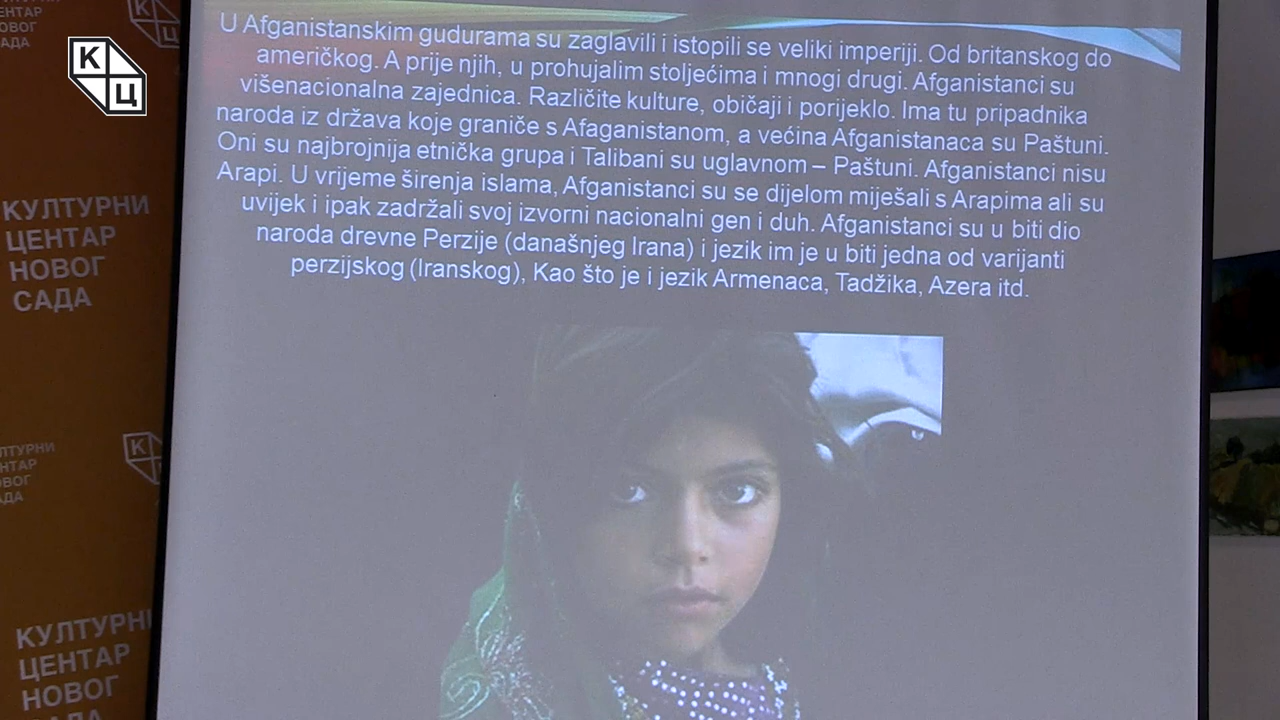 К
Ц
ЦЕНТАР
НОВОГ
САДА
U Afganistanskim gudurama su zaglavili i istopili se veliki imperiji. Od britanskog do
američkog. A prije njih, u prohujalim stoljećima i mnogi drugi. Afganistanci su
višenacionalna zajednica. Različite kulture, običaji i porijeklo. Ima tu pripadnika
naroda iz država koje graniče s Afaganistanom, a većina Afganistanaca su Paštuni.
Oni su najbrojnija etnička grupa i Talibani su uglavnom – Paštuni. Afganistanci nisu
Arapi. U vrijeme širenja islama, Afganistanci su se dijelom miješali s Arapima ali su
uvijek i ipak zadržali svoj izvorni nacionalni gen i duh. Afganistanci su u biti dio
naroda drevne Perzije (današnjeg Irana) i jezik im je u biti jedna od varijanti
perzijskog (Iranskog), Kao što je i jezik Armenaca, Tadžika, Azera itd.
КУЛТУРНИ
ЦЕНТАР
НОВОГ
САДА
К
КУЛТУРНИ
ЦЕНТАР
НОВОГ
САДА